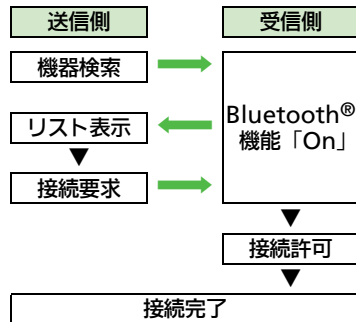 送信側
受信側
機器検索
リスト表示
▼
接続要求
Bluetooth®
機能「On」
▼
接続許可
▼
接続完了